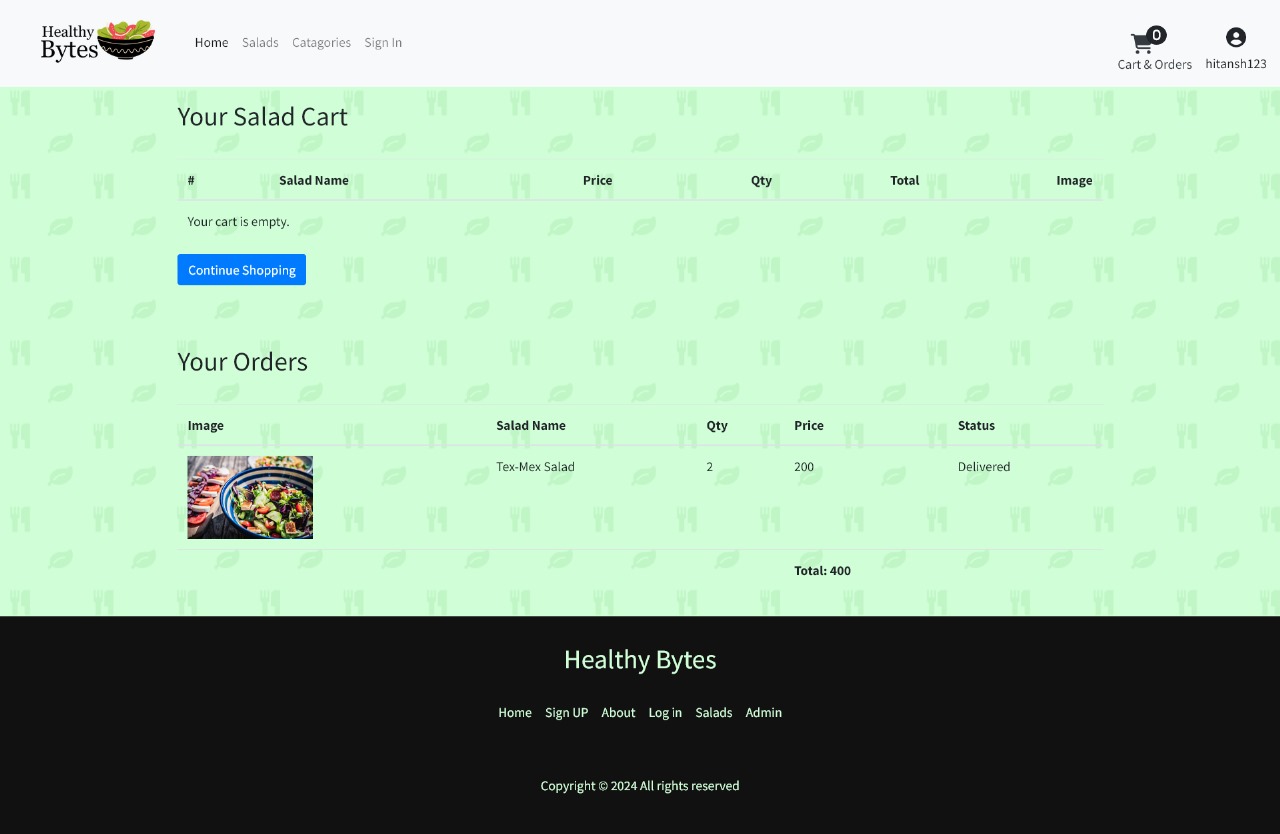 Healthy
Bytes
Home Salads Catagories Sign In
0
Cart & Orders
hitansh123
Your Salad Cart
# Salad Name Price Qty Total Image
Your cart is empty.
Continue Shopping
Your Orders
Image Salad Name Qty Price Status
Tex-Mex Salad 2 200 Delivered
Total: 400
Healthy Bytes
Home Sign UP About Log in Salads Admin
Copyright © 2024 All rights reserved